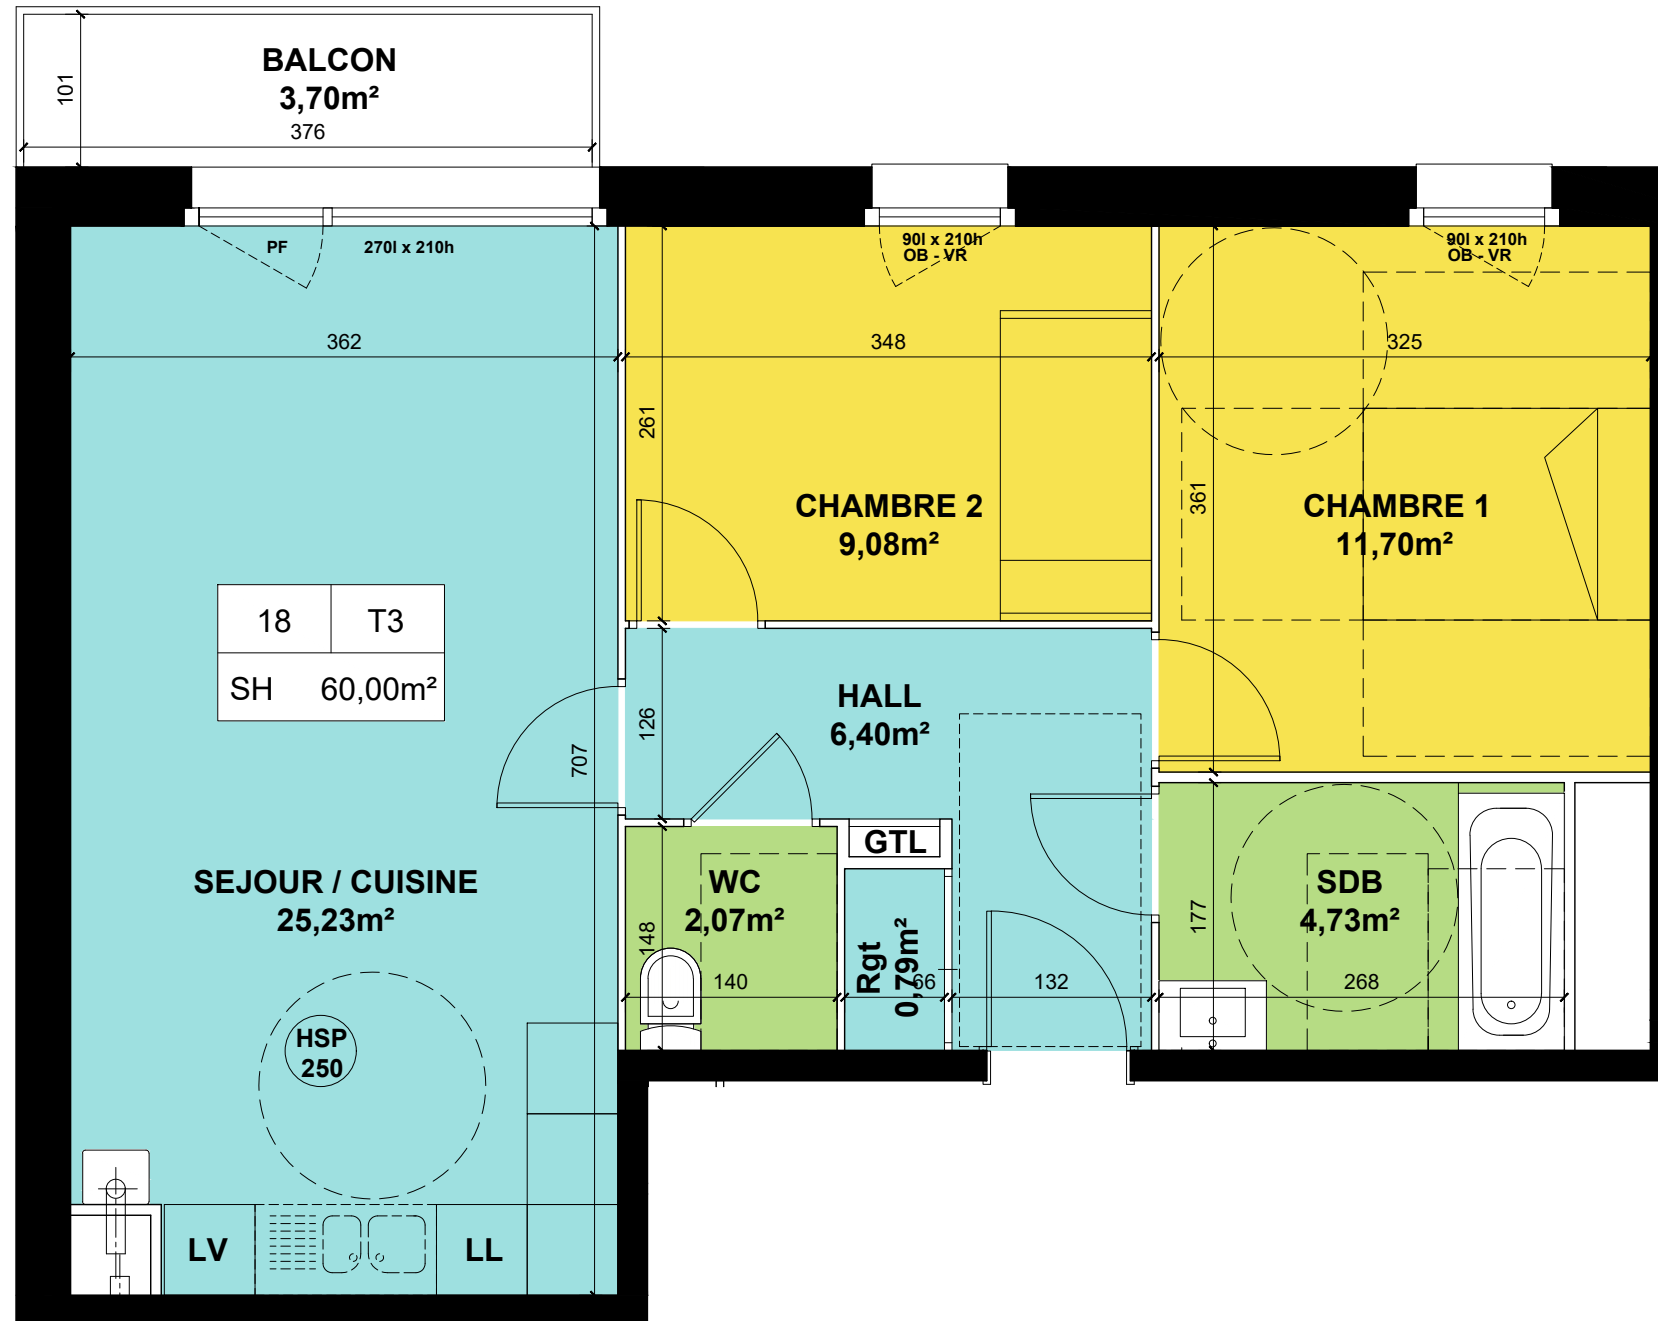 BALCON
3,70m²
101
376
PF
270l x 210h
90l x 210h
OB - VR
90l x 210h
OB - VR
362
348
325
261
361
CHAMBRE 2
9,08m²
CHAMBRE 1
11,70m²
18
T3
SH
60,00m²
HALL
6,40m²
126
707
GTL
SEJOUR / CUISINE
25,23m²
WC
2,07m²
148
140
Rgt
0,79m²
66
132
SDB
4,73m²
177
268
HSP
250
LV
LL